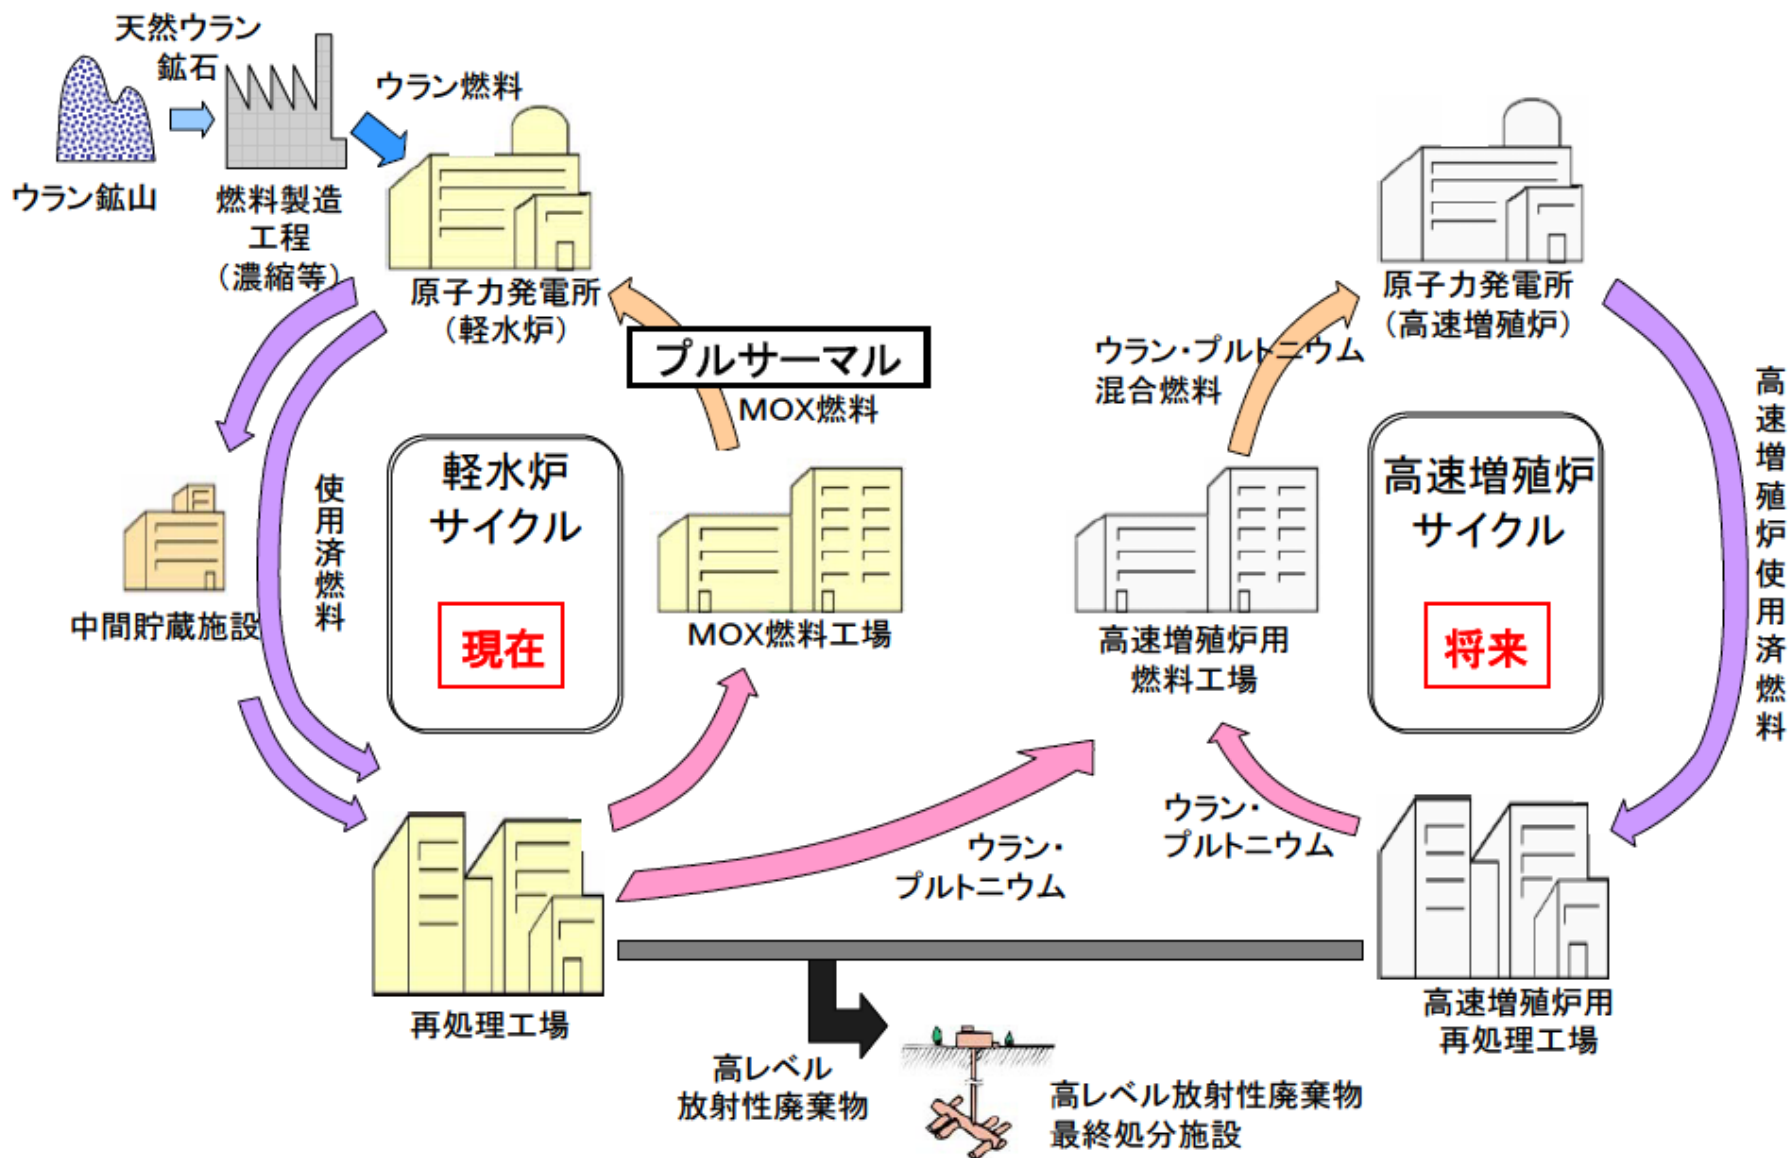 天然ウラン
鉱石
ウラン燃料
ウラン鉱山
燃料製造
工程
（濃縮等）
原子力発電所
（軽水炉）
プルサーマル
MOX燃料
使用済燃料
中間貯蔵施設
軽水炉
サイクル
現在
MOX燃料工場
再処理工場
ウラン・
プルトニウム
高レベル
放射性廃棄物
高レベル放射性廃棄物
最終処分施設
原子力発電所
（高速増殖炉）
ウラン・プルトニウム
混合燃料
高速増殖炉
サイクル
将来
高速増殖炉使用済燃料
高速増殖炉用
燃料工場
ウラン・
プルトニウム
高速増殖炉用
再処理工場